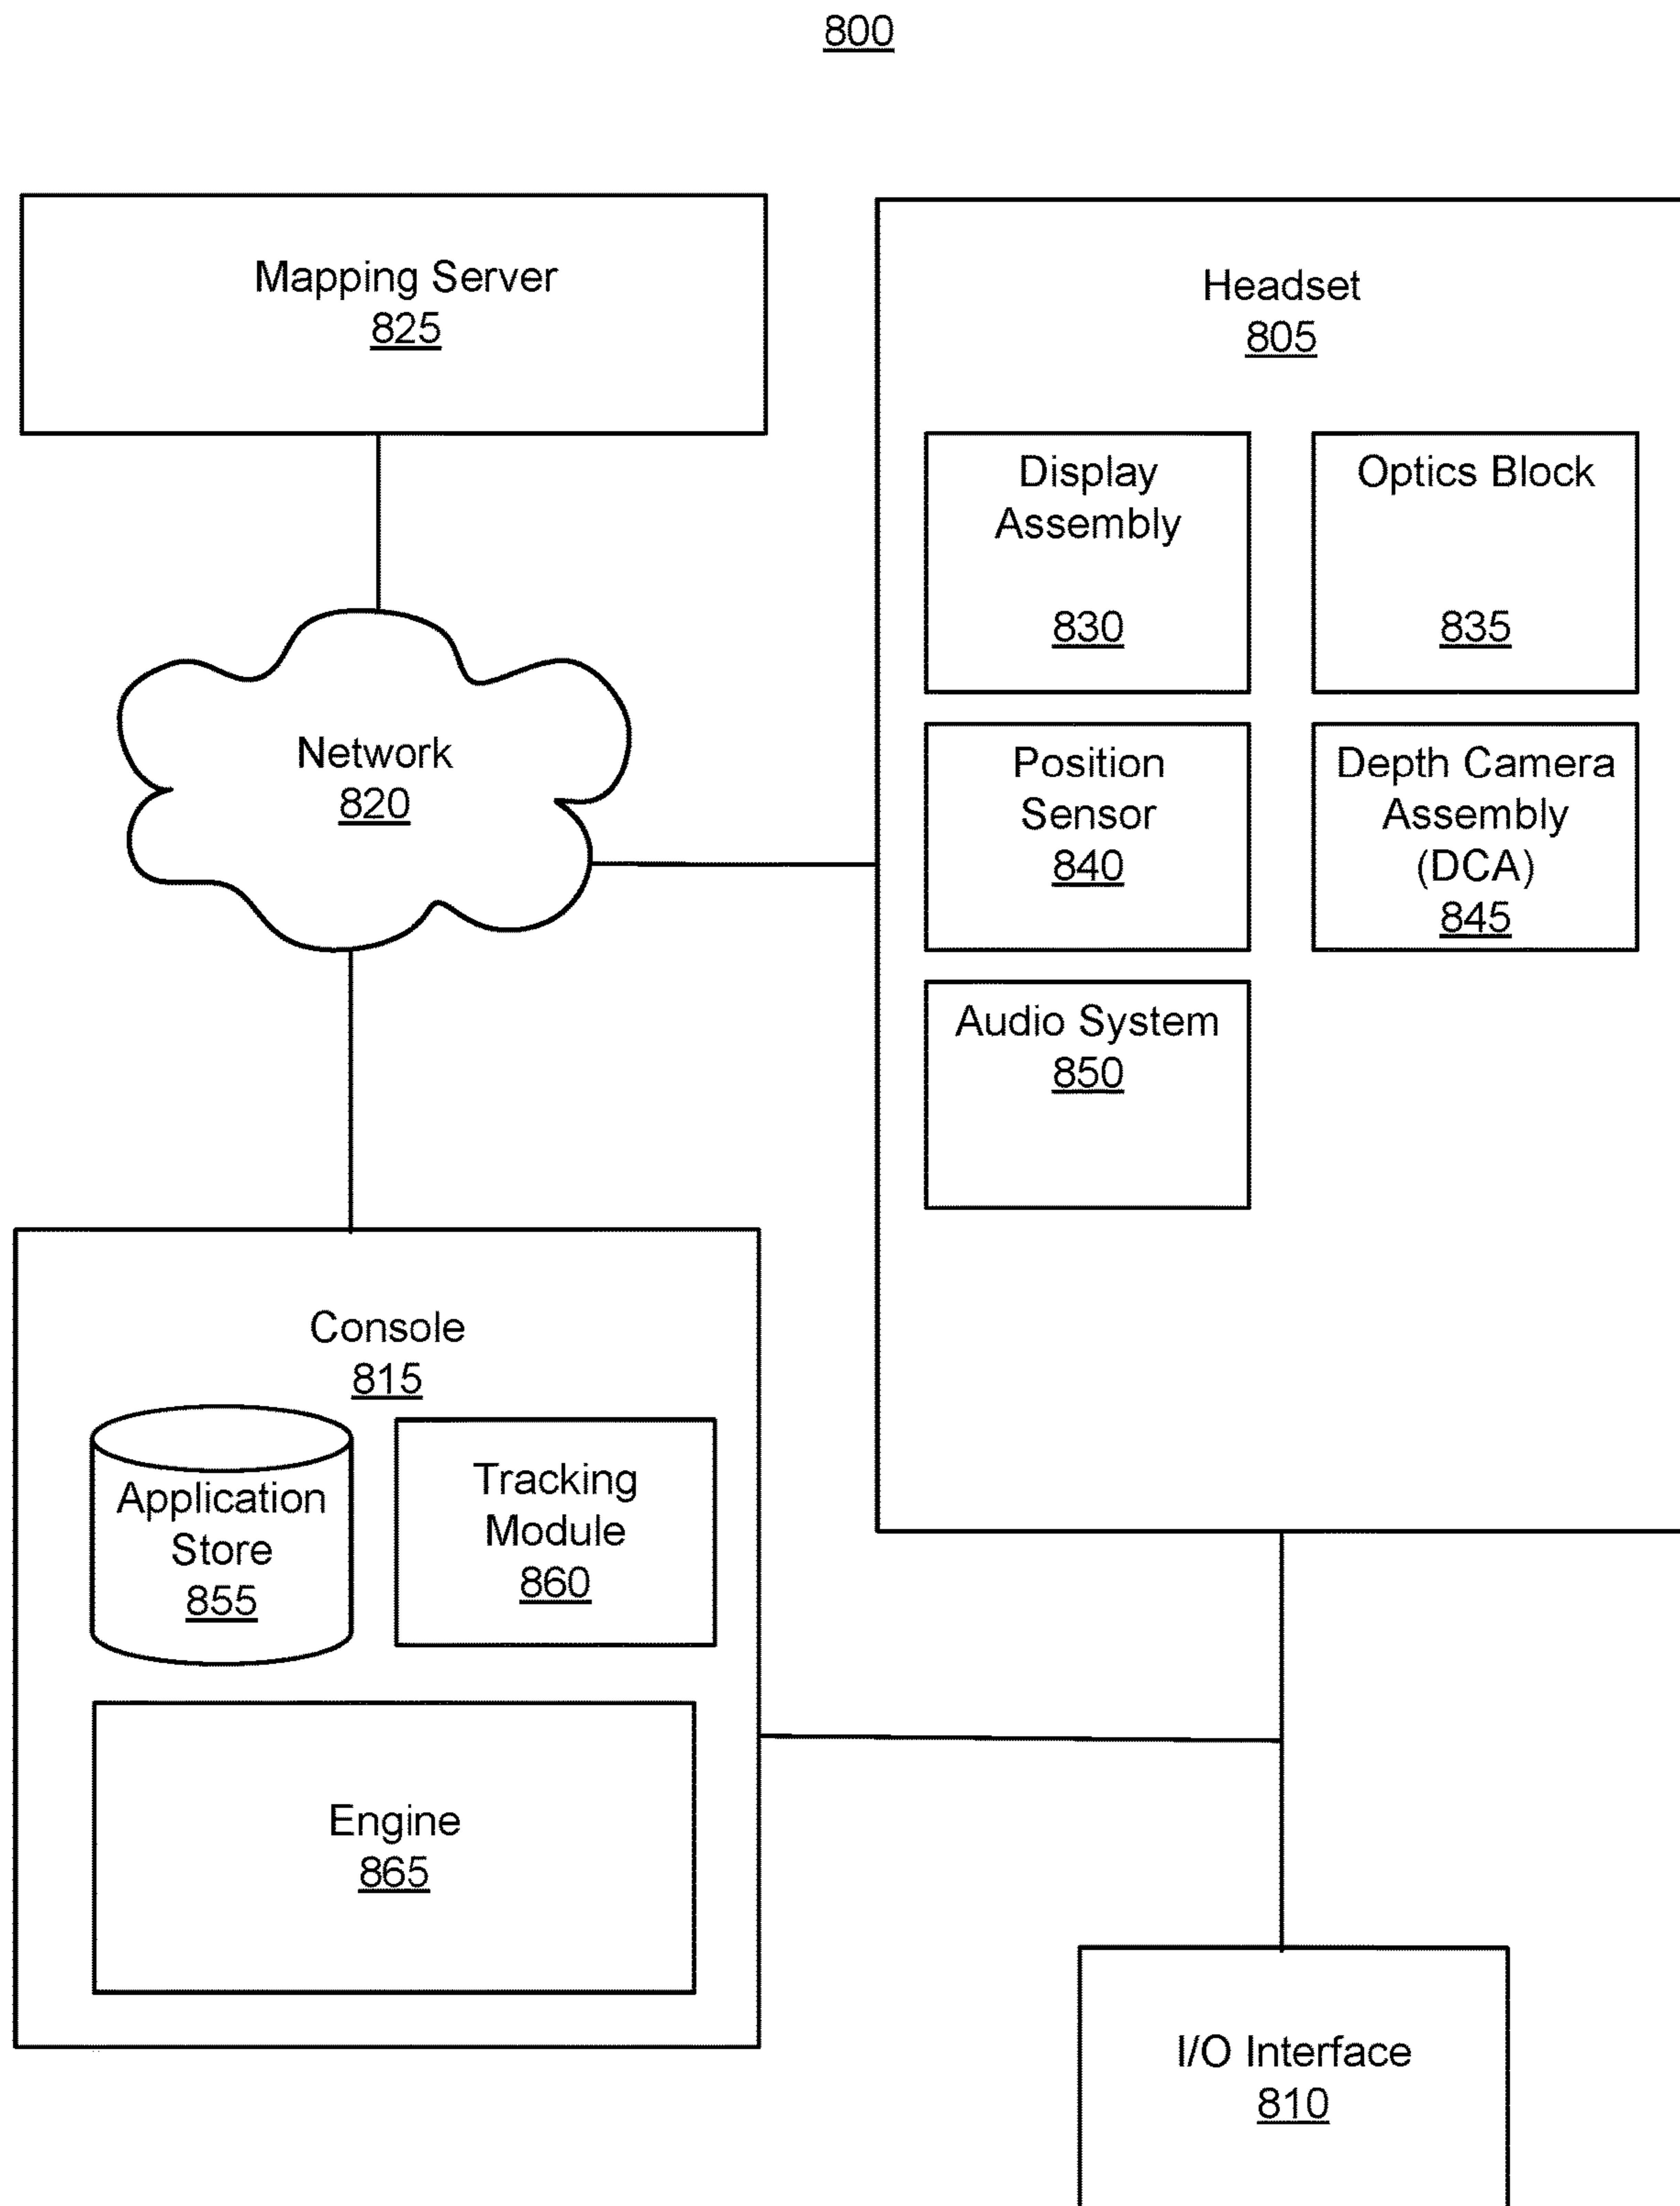 800
Mapping Server
825
Headset
805
Display
Assembly
830
Optics Block
835
Network
820
Position
Sensor
840
Depth Camera
Assembly
(DCA)
845
Audio System
850
Console
815
Application
Store
855
Tracking
Module
860
Engine
865
I/O Interface
810